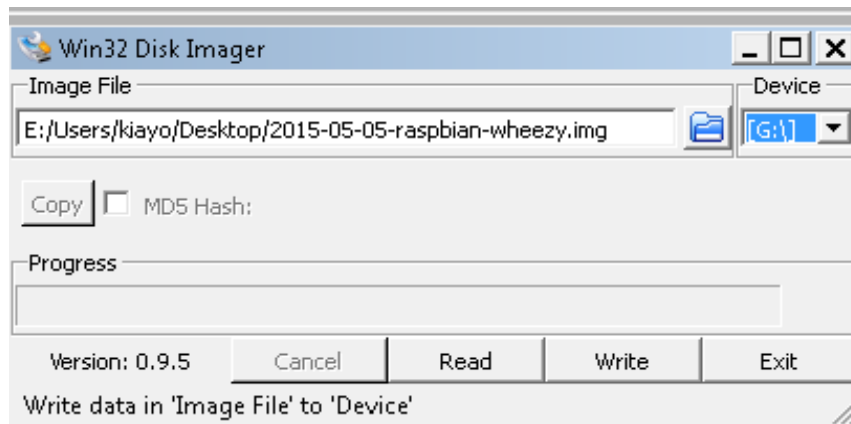 Win32 Disk Imager
Image File
Device
E:/Users/kiayo/Desktop/2015-05-05-raspbian-wheezy.img
[G:\]
Copy MD5 Hash:
Progress
Version: 0.9.5 Cancel Read Write Exit
Write data in 'Image File' to 'Device'